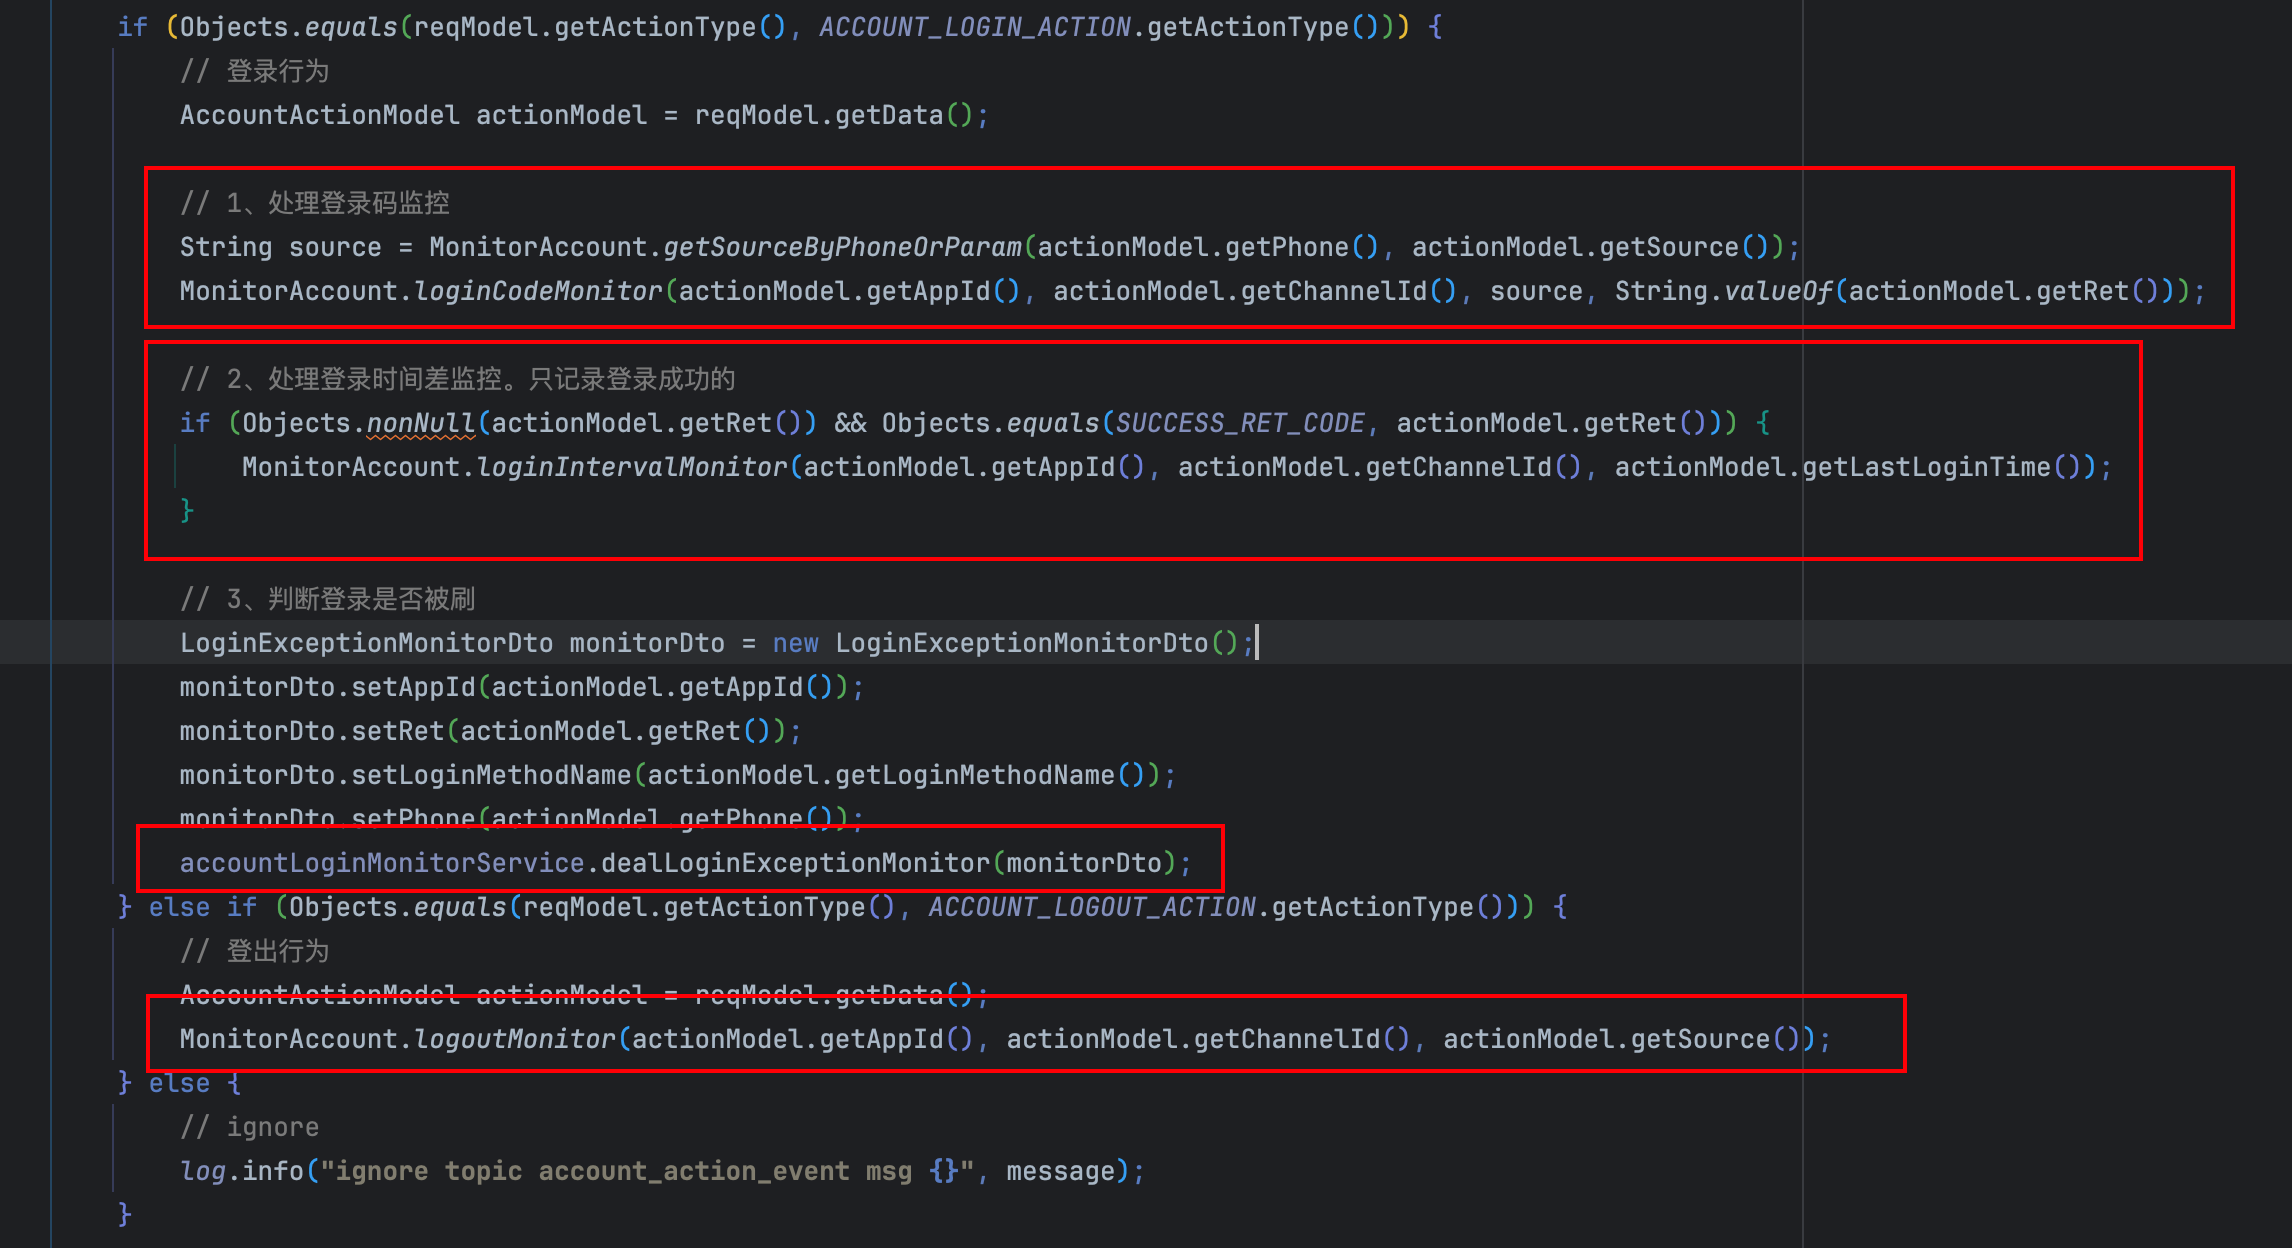 if (Objects.equals(reqModel.getActionType(), ACCOUNT_LOGIN_ACTION.getActionType())) {
// 登录行为
AccountActionModel actionModel = reqModel.getData();
// 1、处理登录码监控
String source = MonitorAccount.getSourceByPhoneOrParam(actionModel.getPhone(), actionModel.getSource());
MonitorAccount.loginCodeMonitor(actionModel.getAppId(), actionModel.getChannelId(), source, String.valueOf(actionModel.getRet()));
// 2、处理登录时间差监控。只记录登录成功的
if (Objects.nonNull(actionModel.getRet()) && Objects.equals(SUCCESS_RET_CODE, actionModel.getRet())) {
MonitorAccount.loginIntervalMonitor(actionModel.getAppId(), actionModel.getChannelId(), actionModel.getLastLoginTime());
}
// 3、判断登录是否被刷
LoginExceptionMonitorDto monitorDto = new LoginExceptionMonitorDto();
monitorDto.setAppId(actionModel.getAppId());
monitorDto.setRet(actionModel.getRet());
monitorDto.setLoginMethodName(actionModel.getLoginMethodName());
monitorDto.setPhone(actionModel.getPhone());
accountLoginMonitorService.dealLoginExceptionMonitor(monitorDto);
} else if (Objects.equals(reqModel.getActionType(), ACCOUNT_LOGOUT_ACTION.getActionType())) {
// 登出行为
AccountActionModel actionModel = reqModel.getData();
MonitorAccount.logoutMonitor(actionModel.getAppId(), actionModel.getChannelId(), actionModel.getSource());
} else {
// ignore
log.info("ignore topic account_action_event msg {}", message);
}